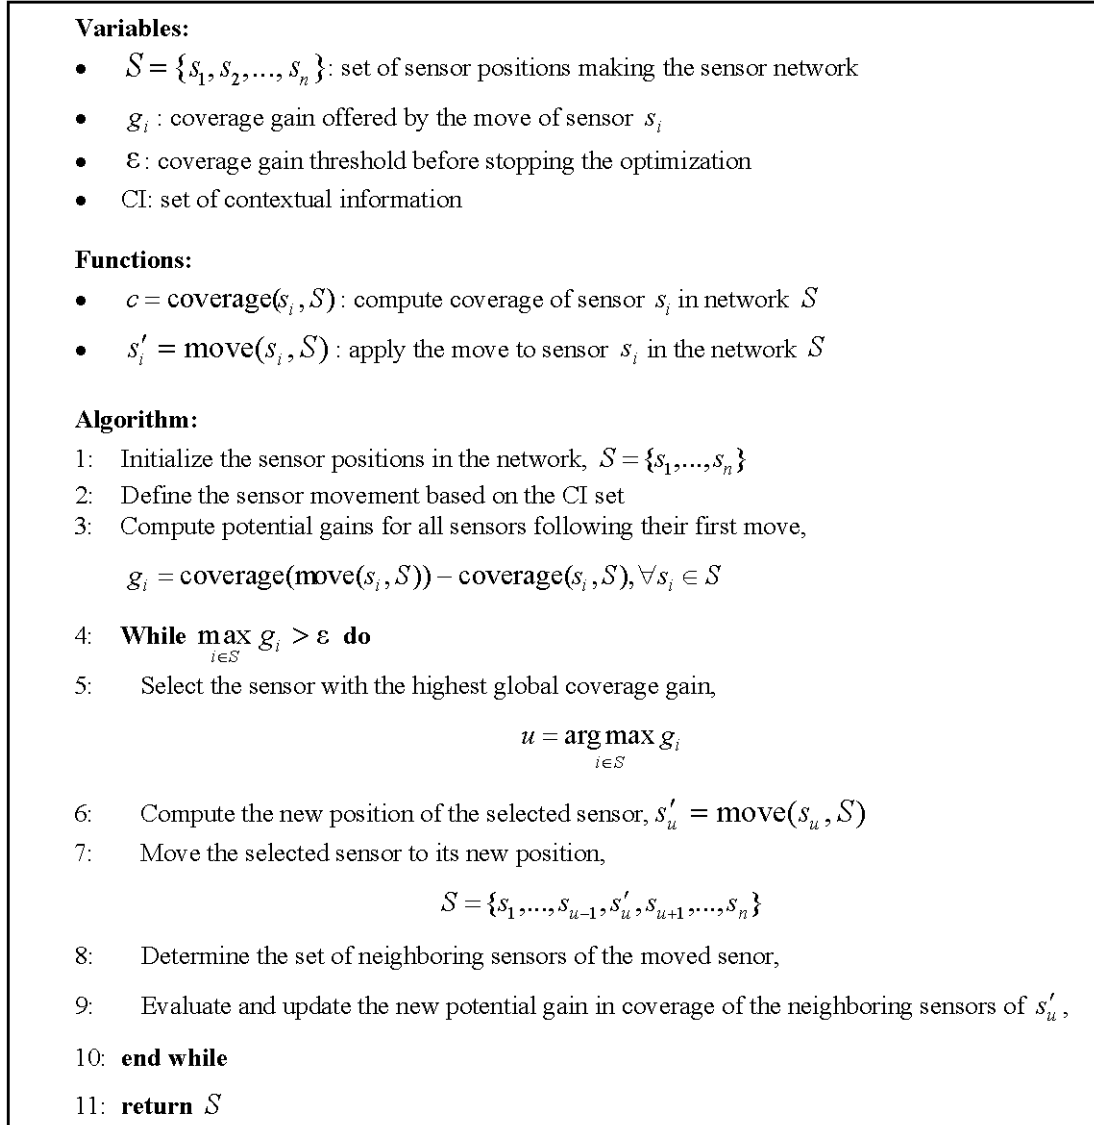 Variables:
• S = {s₁, s₂,..., sₙ}: set of sensor positions making the sensor network
• gᵢ : coverage gain offered by the move of sensor sᵢ
• ε: coverage gain threshold before stopping the optimization
• CI: set of contextual information
Functions:
• c = coverage(sᵢ, S) : compute coverage of sensor sᵢ in network S
• s′ᵢ = move(sᵢ, S) : apply the move to sensor sᵢ in the network S
Algorithm:
1: Initialize the sensor positions in the network, S = {s₁,...,sₙ}
2: Define the sensor movement based on the CI set
3: Compute potential gains for all sensors following their first move,
gᵢ = coverage(move(sᵢ, S)) − coverage(sᵢ, S), ∀sᵢ ∈ S
4: While max gᵢ > ε do
i∈S
5: Select the sensor with the highest global coverage gain,
u = arg max gᵢ
i∈S
6: Compute the new position of the selected sensor, s′ᵤ = move(sᵤ, S)
7: Move the selected sensor to its new position,
S = {s₁,...,sᵤ₋₁, s′ᵤ, sᵤ₊₁,..., sₙ}
8: Determine the set of neighboring sensors of the moved senor,
9: Evaluate and update the new potential gain in coverage of the neighboring sensors of s′ᵤ ,
10: end while
11: return S